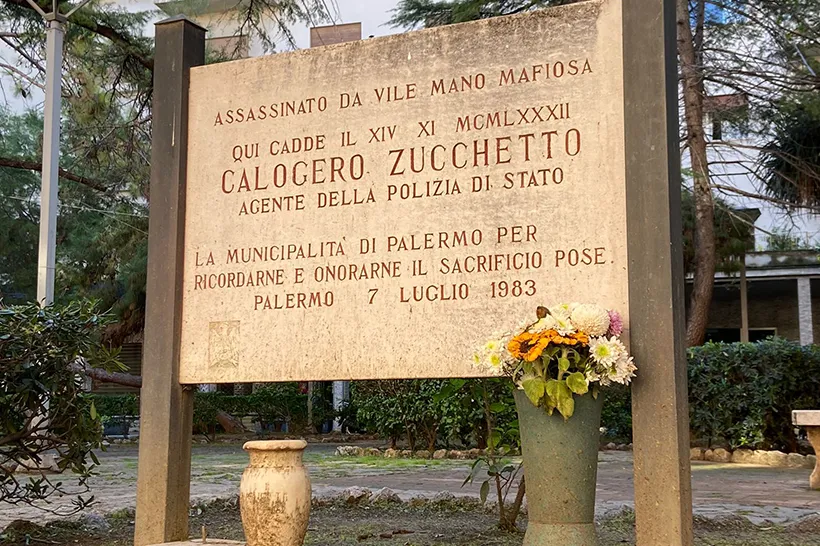 ASSASSINATO DA VILE MANO MAFIOSA
QUI CADDE IL XIV XI MCMLXXXII
CALOGERO ZUCCHETTO
AGENTE DELLA POLIZIA DI STATO
LA MUNICIPALITA' DI PALERMO PER
RICORDARNE E ONORARNE IL SACRIFICIO POSE.
PALERMO 7 LUGLIO 1983